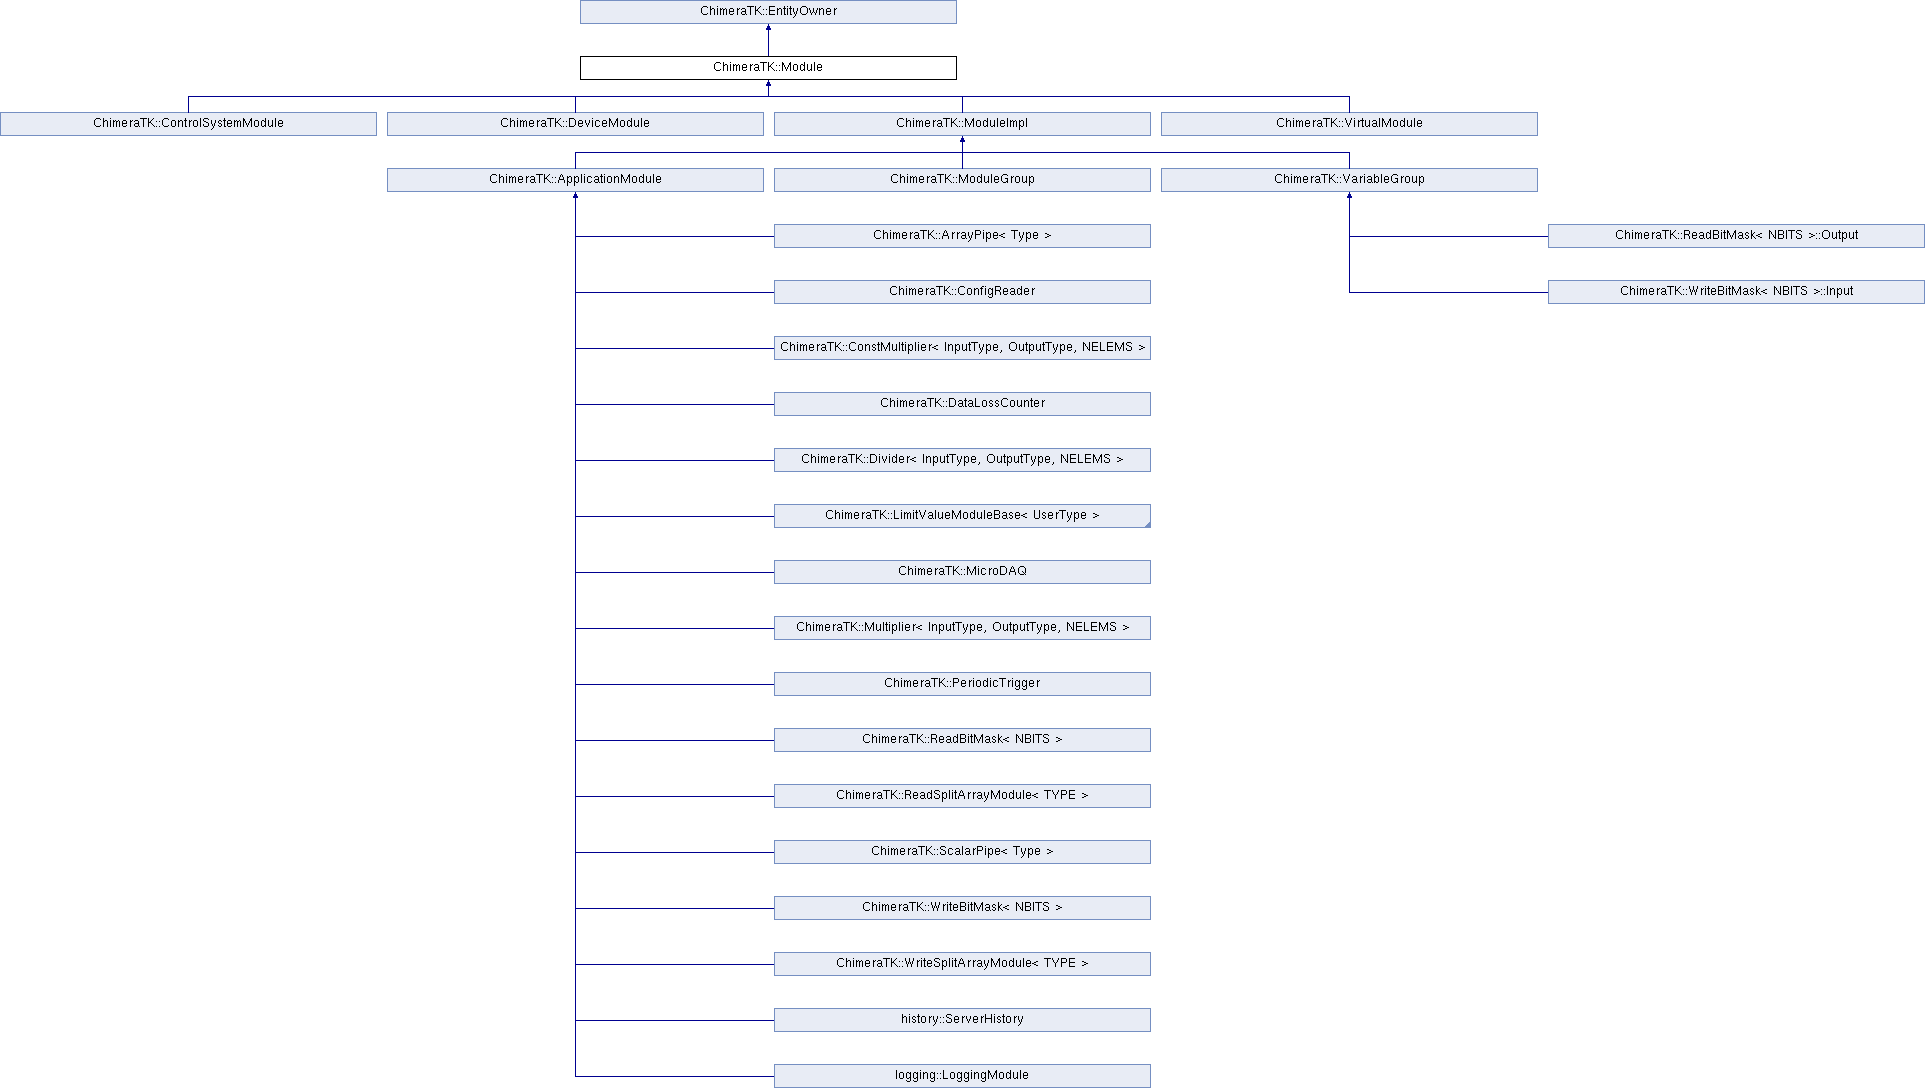 ChimeraTK::EntityOwner
ChimeraTK::Module
ChimeraTK::ControlSystemModule
ChimeraTK::DeviceModule
ChimeraTK::ModuleImpl
ChimeraTK::VirtualModule
ChimeraTK::ApplicationModule
ChimeraTK::ModuleGroup
ChimeraTK::VariableGroup
ChimeraTK::ArrayPipe< Type >
ChimeraTK::ReadBitMask< NBITS >::Output
ChimeraTK::ConfigReader
ChimeraTK::WriteBitMask< NBITS >::Input
ChimeraTK::ConstMultiplier< InputType, OutputType, NELEMS >
ChimeraTK::DataLossCounter
ChimeraTK::Divider< InputType, OutputType, NELEMS >
ChimeraTK::LimitValueModuleBase< UserType >
ChimeraTK::MicroDAQ
ChimeraTK::Multiplier< InputType, OutputType, NELEMS >
ChimeraTK::PeriodicTrigger
ChimeraTK::ReadBitMask< NBITS >
ChimeraTK::ReadSplitArrayModule< TYPE >
ChimeraTK::ScalarPipe< Type >
ChimeraTK::WriteBitMask< NBITS >
ChimeraTK::WriteSplitArrayModule< TYPE >
history::ServerHistory
logging::LoggingModule